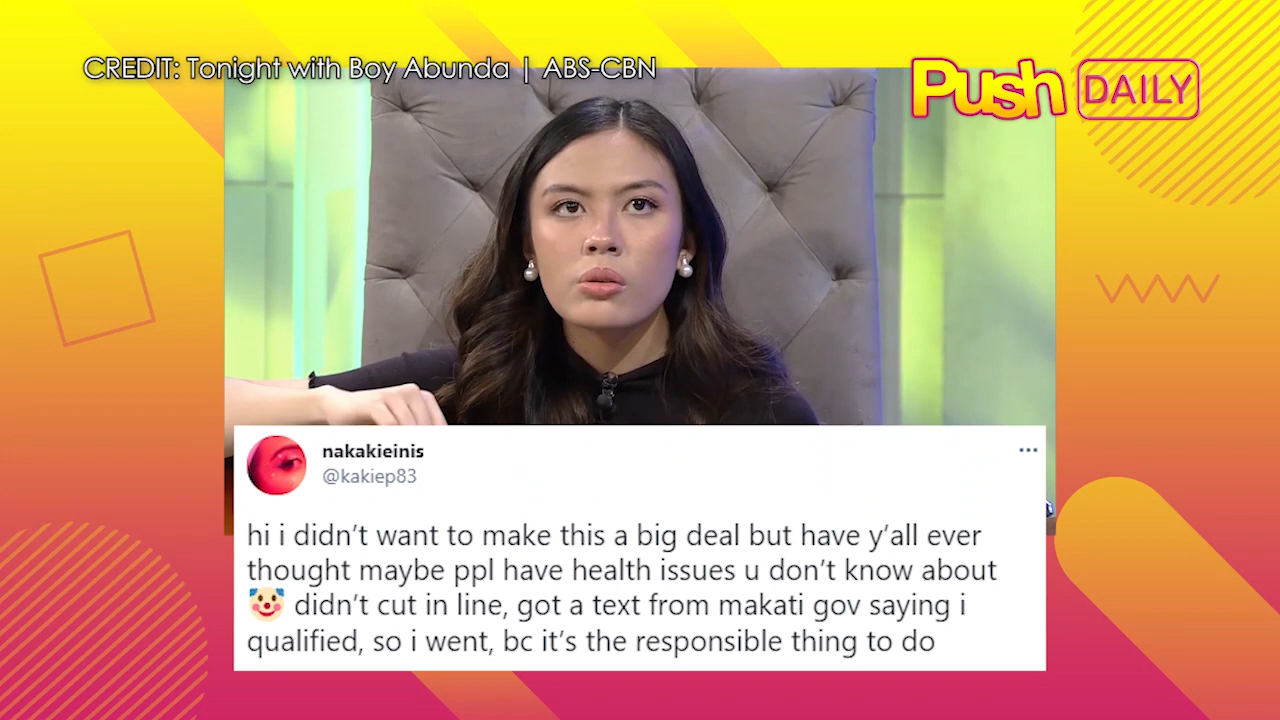 CREDIT: Tonight with Boy Abunda | ABS-CBN
Push DAILY
nakakieinis
@kakiep83
hi i didn't want to make this a big deal but have y'all ever
thought maybe ppl have health issues u don't know about
🤡 didn't cut in line, got a text from makati gov saying i
qualified, so i went, bc it's the responsible thing to do